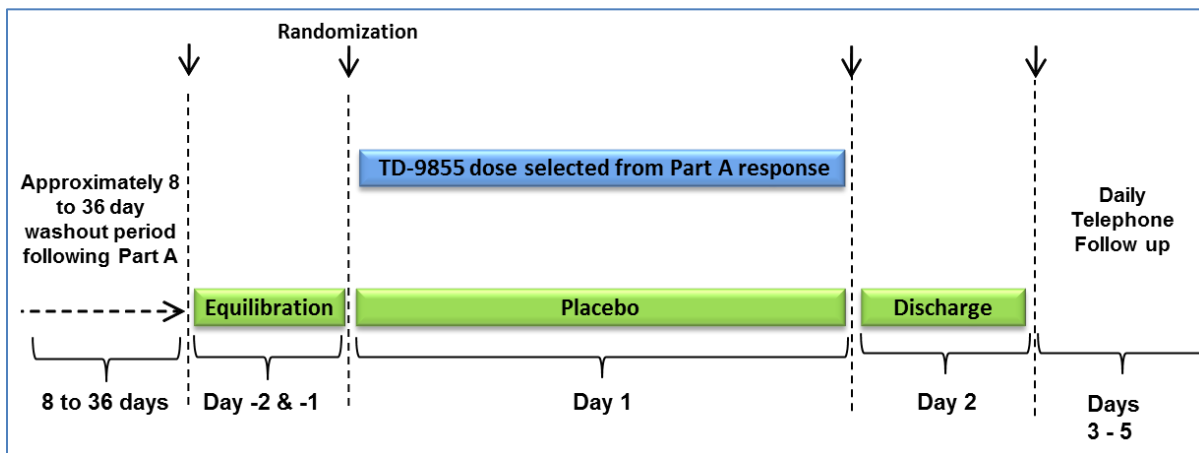 Randomization
TD-9855 dose selected from Part A response
Approximately 8
to 36 day
washout period
following Part A
Daily
Telephone
Follow up
Equilibration
Placebo
Discharge
8 to 36 days
Day -2 & -1
Day 1
Day 2
Days
3 - 5